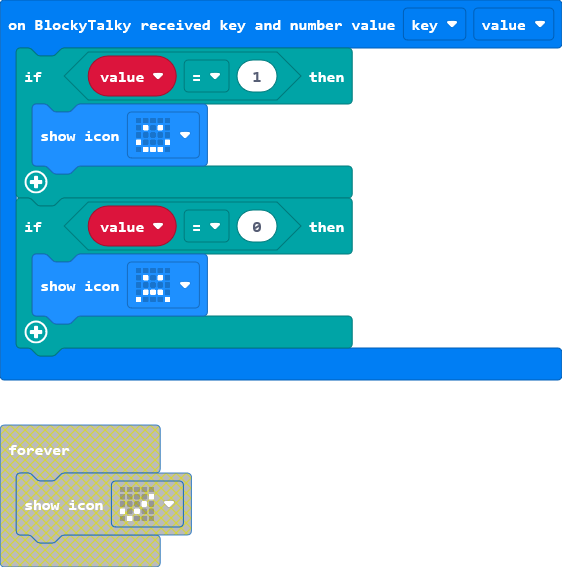 on BlockyTalky received key and number value key value
if value = 1 then
show icon
if value = 0 then
show icon
forever
show icon